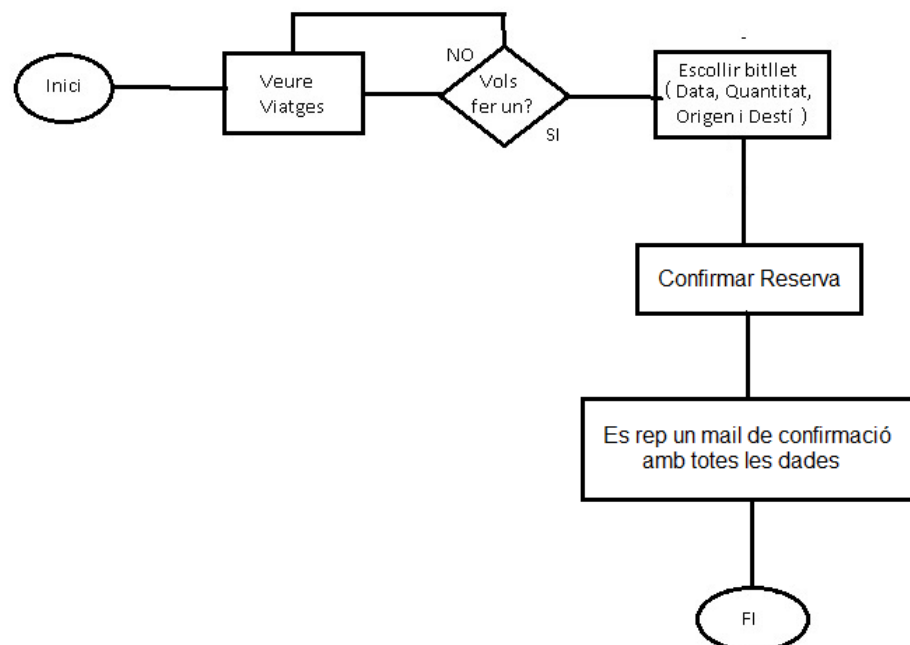 Inici
Veure
Viatges
NO
Vols
fer un?
SI
Escollir bitllet
( Data, Quantitat,
Origen i Destí )
Confirmar Reserva
Es rep un mail de confirmació
amb totes les dades
FI